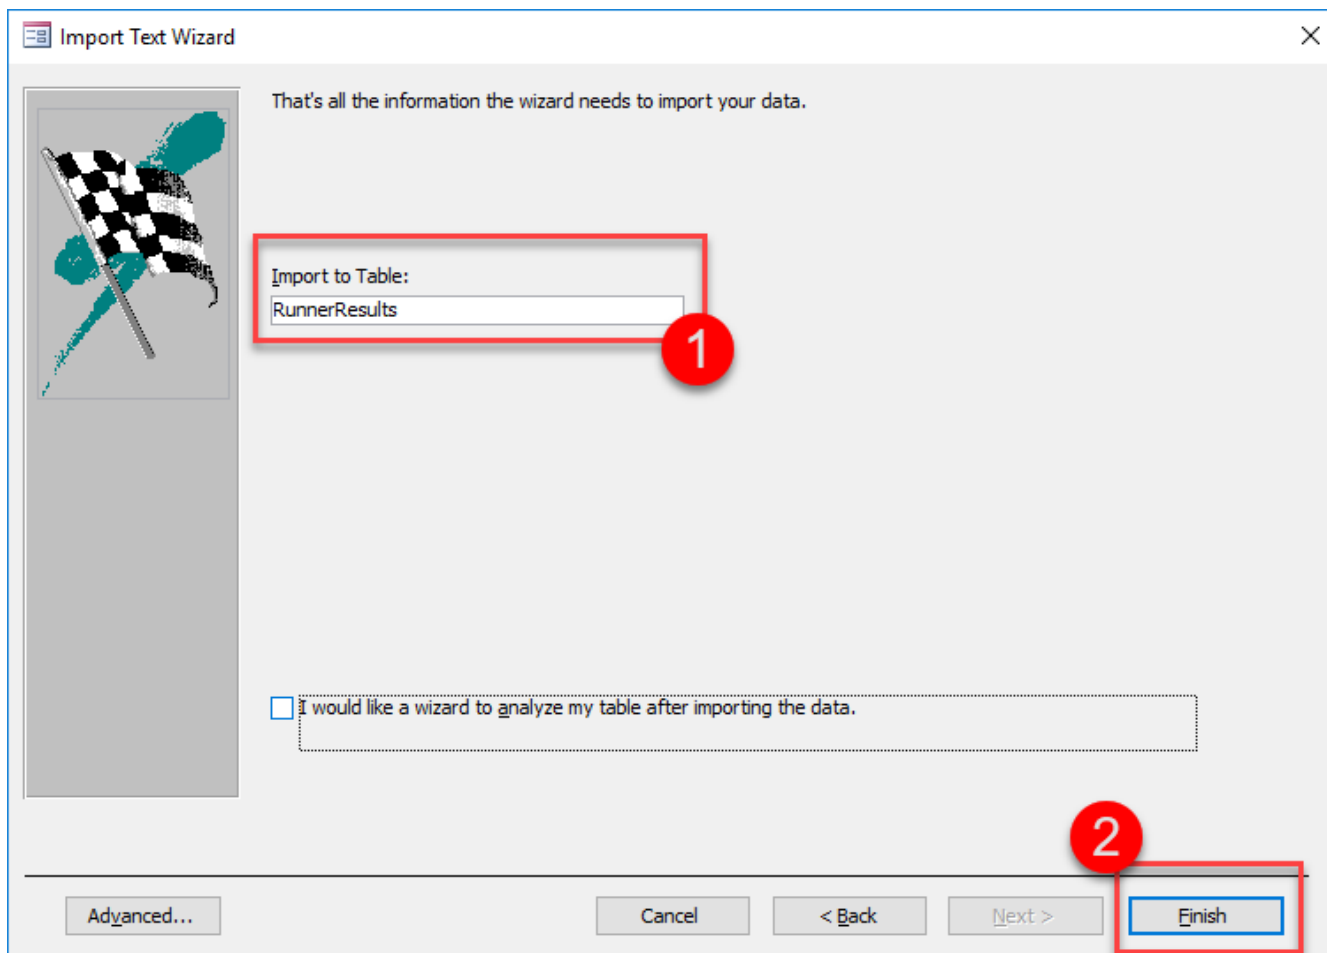 Import Text Wizard
That's all the information the wizard needs to import your data.
Import to Table:
RunnerResults
1
I would like a wizard to analyze my table after importing the data.
2
Advanced...
Cancel
< Back
Next >
Finish